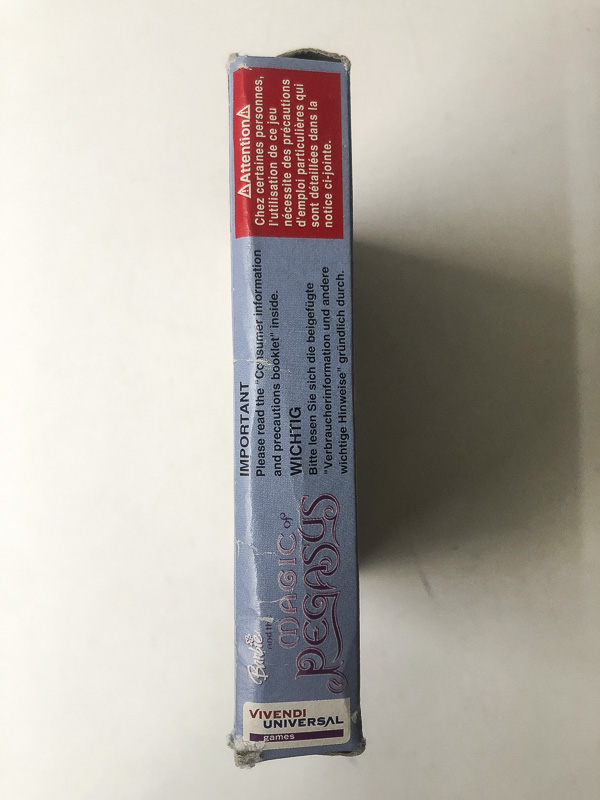 VIVENDI
UNIVERSAL
games
Barbie
and the
MAGIC of
PEGASUS
IMPORTANT
Please read the "Consumer information
and precautions booklet" inside.
WICHTIG
Bitte lesen Sie sich die beigefügte
"Verbraucherinformation und andere
wichtige Hinweise" gründlich durch.
⚠Attention⚠
Chez certaines personnes,
l'utilisation de ce jeu
nécessite des précautions
d'emploi particulières qui
sont détaillées dans la
notice ci-jointe.